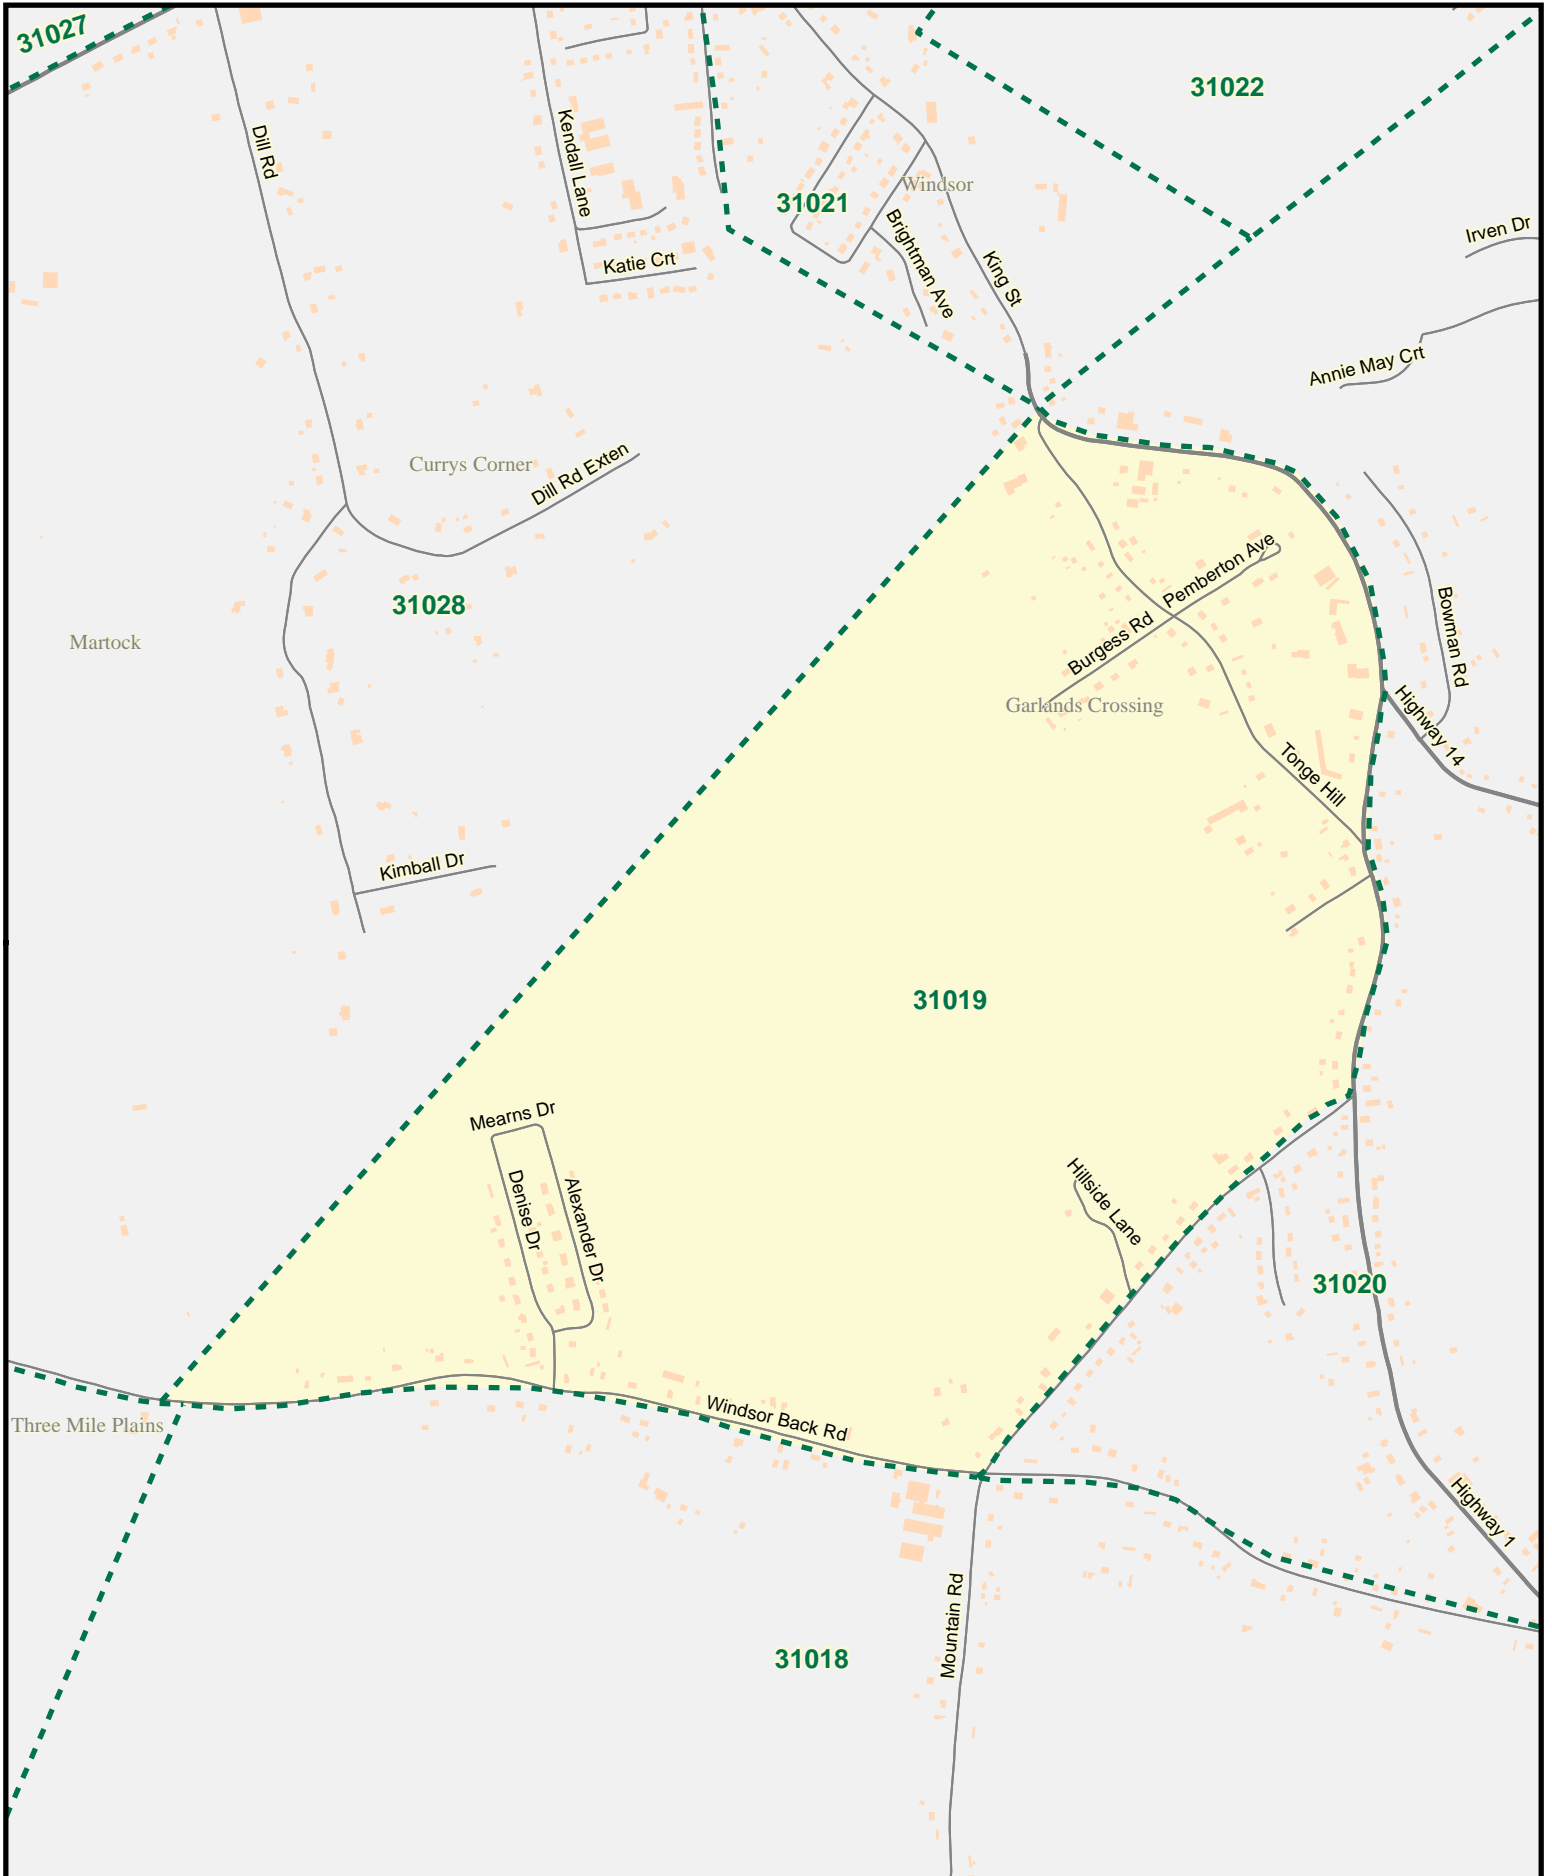 31027
31022
Dill Rd
Kendall Lane
Windsor
31021
Brightman Ave
Irven Dr
Katie Crt
King St
Annie May Crt
Currys Corner
Dill Rd Exten
Pemberton Ave
31028
Burgess Rd
Bowman Rd
Martock
Garlands Crossing
Highway 14
Tonge Hill
Kimball Dr
31019
Mearns Dr
Denise Dr
Alexander Dr
Hillside Lane
31020
Three Mile Plains
Windsor Back Rd
Highway 1
Mountain Rd
31018